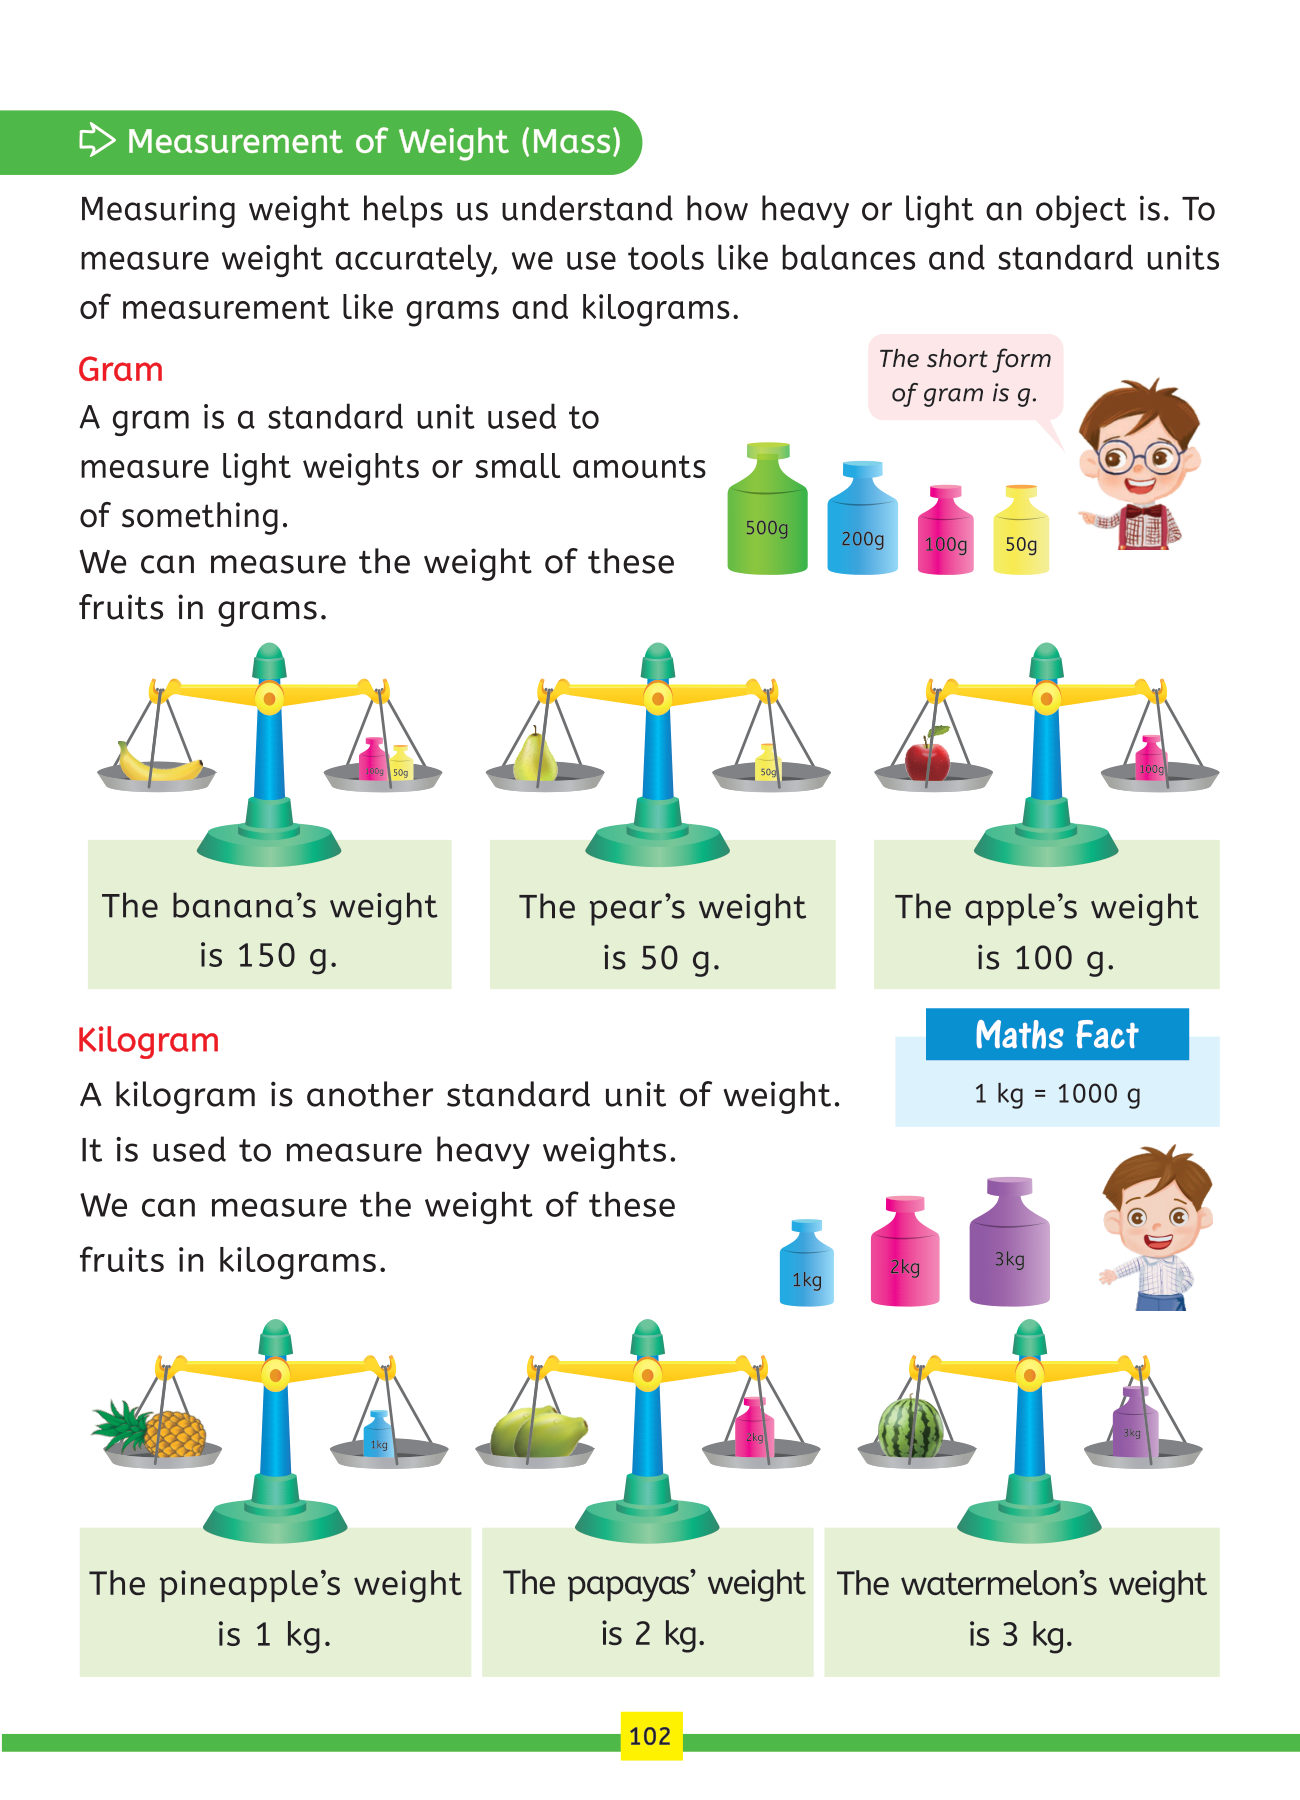 Measurement of Weight (Mass)
Measuring weight helps us understand how heavy or light an object is. To
measure weight accurately, we use tools like balances and standard units
of measurement like grams and kilograms.
Gram
A gram is a standard unit used to
measure light weights or small amounts
of something.
We can measure the weight of these
fruits in grams.
The short form
of gram is g.
500g
200g
100g
50g
100g
50g
50g
100g
The banana’s weight
is 150 g.
The pear’s weight
is 50 g.
The apple’s weight
is 100 g.
Kilogram
A kilogram is another standard unit of weight.
It is used to measure heavy weights.
We can measure the weight of these
fruits in kilograms.
Maths Fact
1 kg = 1000 g
1kg
2kg
3kg
1kg
2kg
3kg
The pineapple’s weight
is 1 kg.
The papayas’ weight
is 2 kg.
The watermelon’s weight
is 3 kg.
102